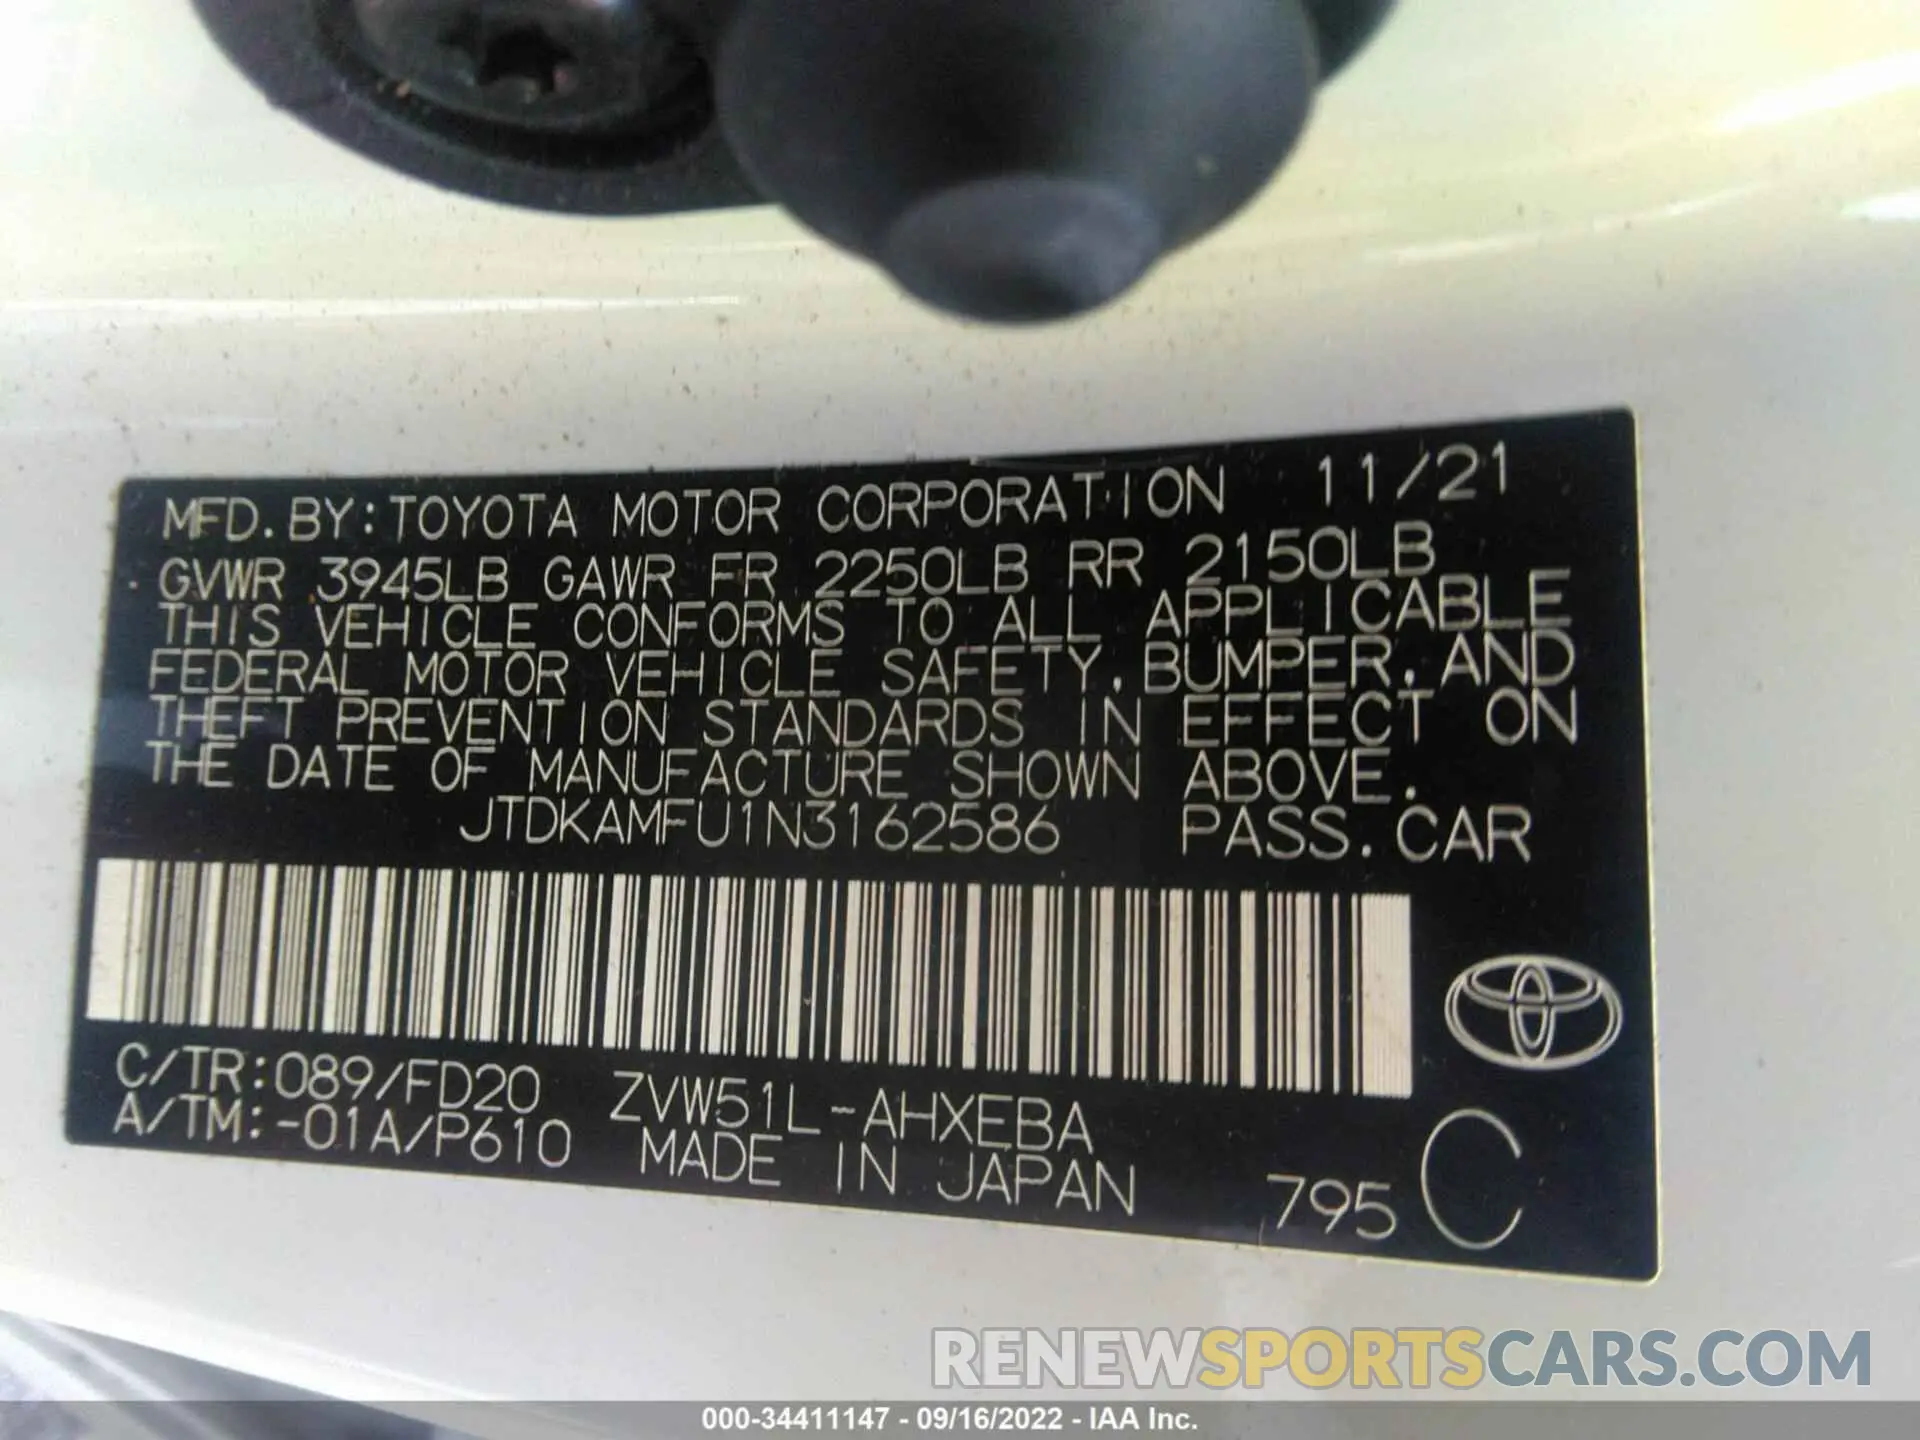 MFD.BY:TOYOTA MOTOR CORPORATION 11/21
GVWR 3945LB GAWR FR 2250LB RR 2150LB
THIS VEHICLE CONFORMS TO ALL APPLICABLE
FEDERAL MOTOR VEHICLE SAFETY,BUMPER,AND
THEFT PREVENTION STANDARDS IN EFFECT ON
THE DATE OF MANUFACTURE SHOWN ABOVE.
JTDKAMFU1N3162586 PASS.CAR
C/TR:089/FD20 ZVW51L-AHXEBA
A/TM:-01A/P610 MADE IN JAPAN 795 C
RENEWSPORTSCARS.COM
000-34411147 - 09/16/2022 - IAA Inc.